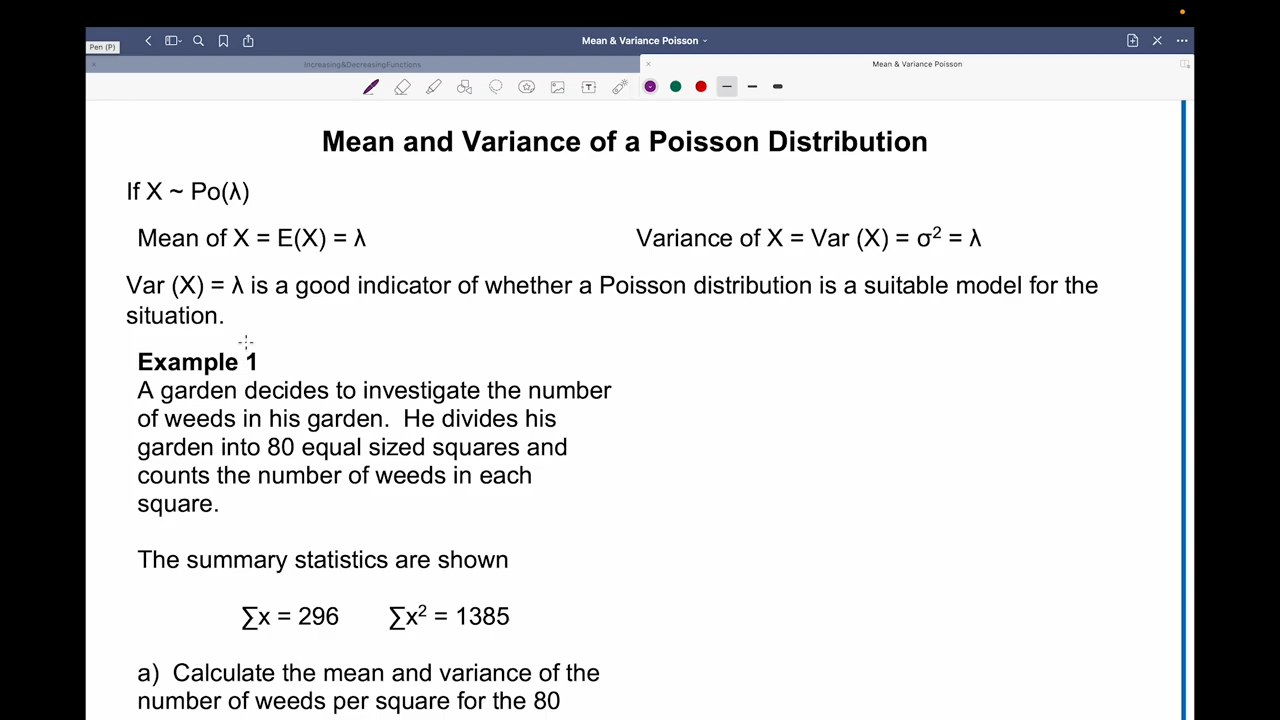 Pen (P)
Mean & Variance Poisson
Increasing&DecreasingFunctions
Mean & Variance Poisson
Mean and Variance of a Poisson Distribution
If X ~ Po(λ)
Mean of X = E(X) = λ
Variance of X = Var (X) = σ² = λ
Var (X) = λ is a good indicator of whether a Poisson distribution is a suitable model for the
situation.
Example 1
A garden decides to investigate the number
of weeds in his garden.  He divides his
garden into 80 equal sized squares and
counts the number of weeds in each
square.
The summary statistics are shown
∑x = 296 ∑x² = 1385
a)  Calculate the mean and variance of the
number of weeds per square for the 80